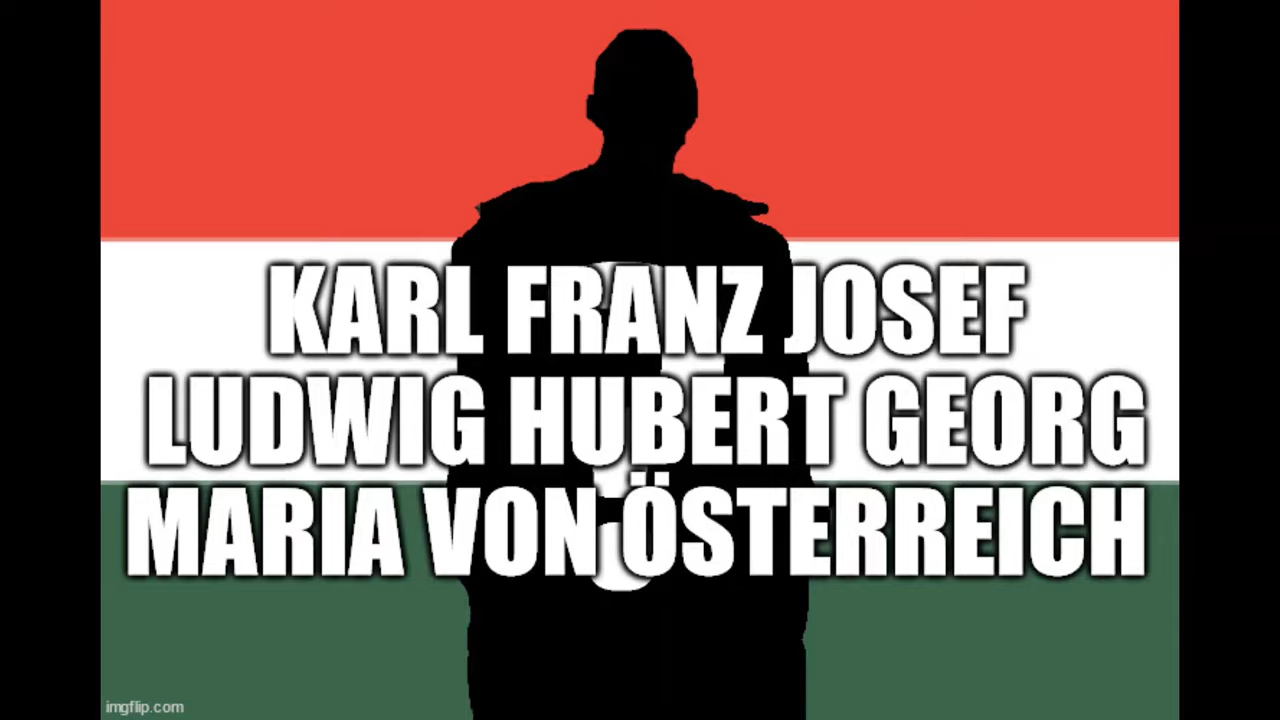 KARL FRANZ JOSEF
LUDWIG HUBERT GEORG
MARIA VON ÖSTERREICH
imgflip.com